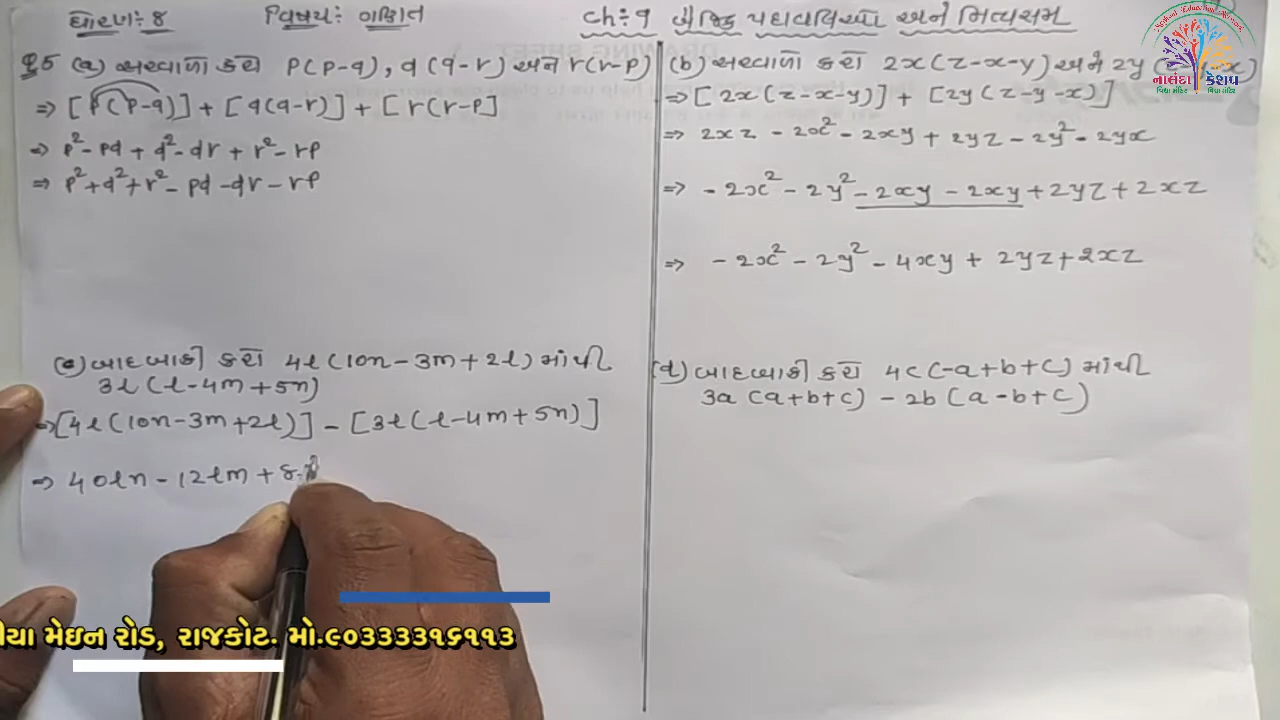 ધોરણ: ૪ વિષય: ગણિત Ch: 9 બૈજિક પદાવલિઓ અને નિત્યસમ
5 (a) સરવાળો કરો P(P-q), q(q-r) અને r(r-P)
⇒ [P(P-q)] + [q(q-r)] + [r(r-P)]
⇒ P² - Pq + q² - qr + r² - rP
⇒ P² + q² + r² - Pq - qr - rP
(b) સરવાળો કરો 2x(z-x-y) અને 2y
⇒ [2x(z-x-y)] + [2y(z-y-x)]
⇒ 2xz - 2x² - 2xy + 2yz - 2y² - 2yx
⇒ - 2x² - 2y² - 2xy - 2xy + 2yz + 2xz
⇒ - 2x² - 2y² - 4xy + 2yz + 2xz
(c) બાદબાકી કરો 4l(10n-3m+2l) માંથી
3l(l-4m+5n)
⇒ [4l(10n-3m+2l)] - [3l(l-4m+5n)]
⇒ 40ln - 12lm + 8
(d) બાદબાકી કરો 4c(-a+b+c) માંથી
3a(a+b+c) - 2b(a-b+c)
નાલંદા કેશપ
યા મેઇન રોડ, રાજકોટ. મો.૯૦૩૩૩૩૧૬૧૧૩